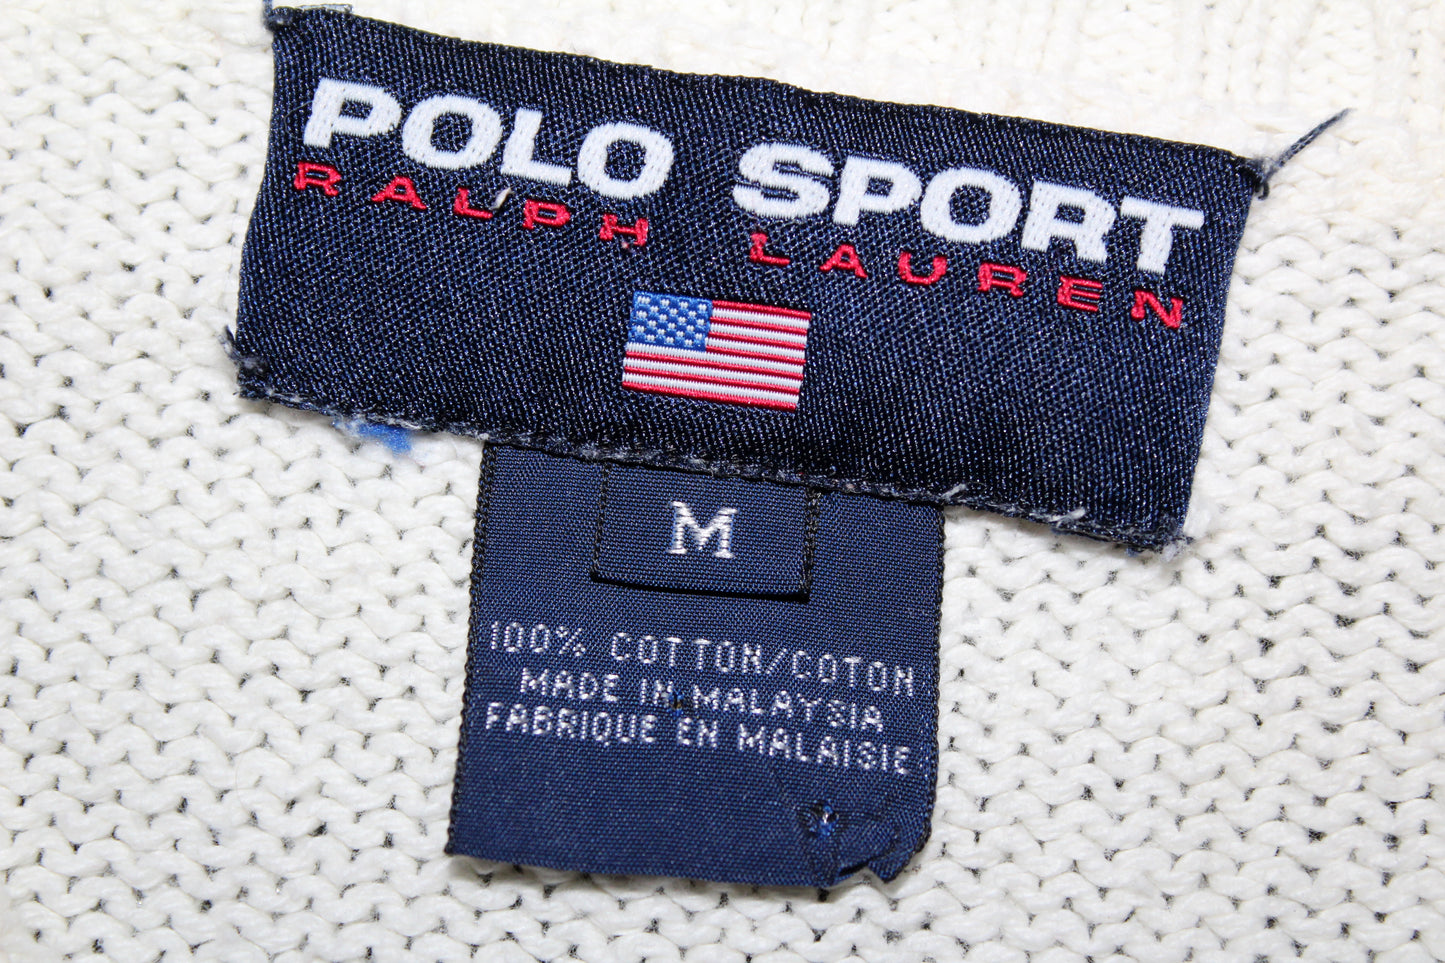 POLO SPORT
RALPH LAUREN
M
100% COTTON/COTON
MADE IN MALAYSIA
FABRIQUE EN MALAISIE